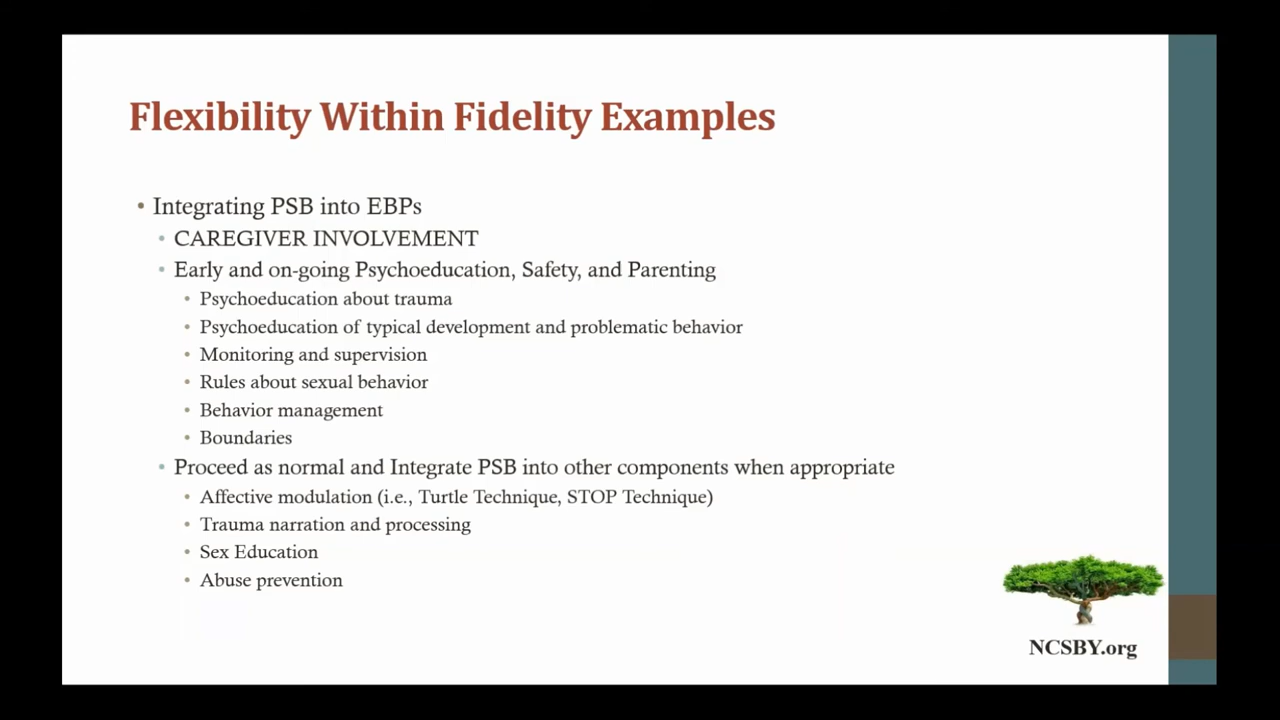 Flexibility Within Fidelity Examples
• Integrating PSB into EBPs
• CAREGIVER INVOLVEMENT
• Early and on-going Psychoeducation, Safety, and Parenting
• Psychoeducation about trauma
• Psychoeducation of typical development and problematic behavior
• Monitoring and supervision
• Rules about sexual behavior
• Behavior management
• Boundaries
• Proceed as normal and Integrate PSB into other components when appropriate
• Affective modulation (i.e., Turtle Technique, STOP Technique)
• Trauma narration and processing
• Sex Education
• Abuse prevention
NCSBY.org